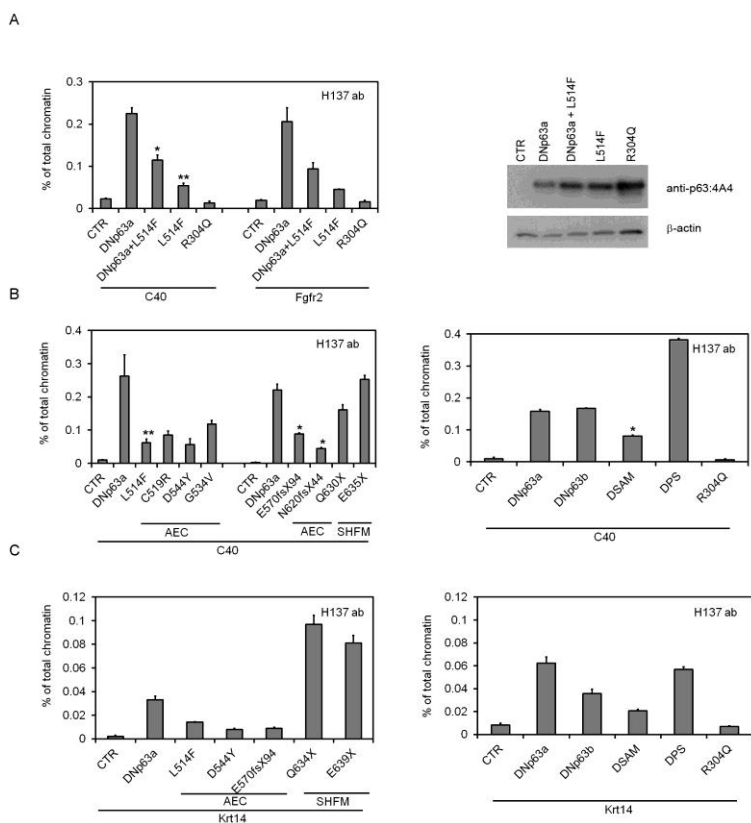 A
% of total chromatin
0.3
0.2
0.1
0
H137 ab
*
**
CTR
DNp63a
DNp63a+L514F
L514F
R304Q
CTR
DNp63a
DNp63a+L514F
L514F
R304Q
C40
Fgfr2
CTR
DNp63a
DNp63a + L514F
L514F
R304Q
anti-p63:4A4
β-actin
B
% of total chromatin
0.4
0.3
0.2
0.1
0
H137 ab
**
*
*
CTR
DNp63a
L514F
C519R
D544Y
G534V
CTR
DNp63a
E570fsX94
N620fsX44
Q630X
E635X
AEC
AEC
SHFM
C40
% of total chromatin
0.4
0.3
0.2
0.1
0
H137 ab
*
CTR
DNp63a
DNp63b
DSAM
DPS
R304Q
C40
C
% of total chromatin
0.12
0.1
0.08
0.06
0.04
0.02
0
H137 ab
CTR
DNp63a
L514F
D544Y
E570fsX94
Q634X
E639X
AEC
SHFM
Krt14
% of total chromatin
0.12
0.1
0.08
0.06
0.04
0.02
0
H137 ab
CTR
DNp63a
DNp63b
DSAM
DPS
R304Q
Krt14